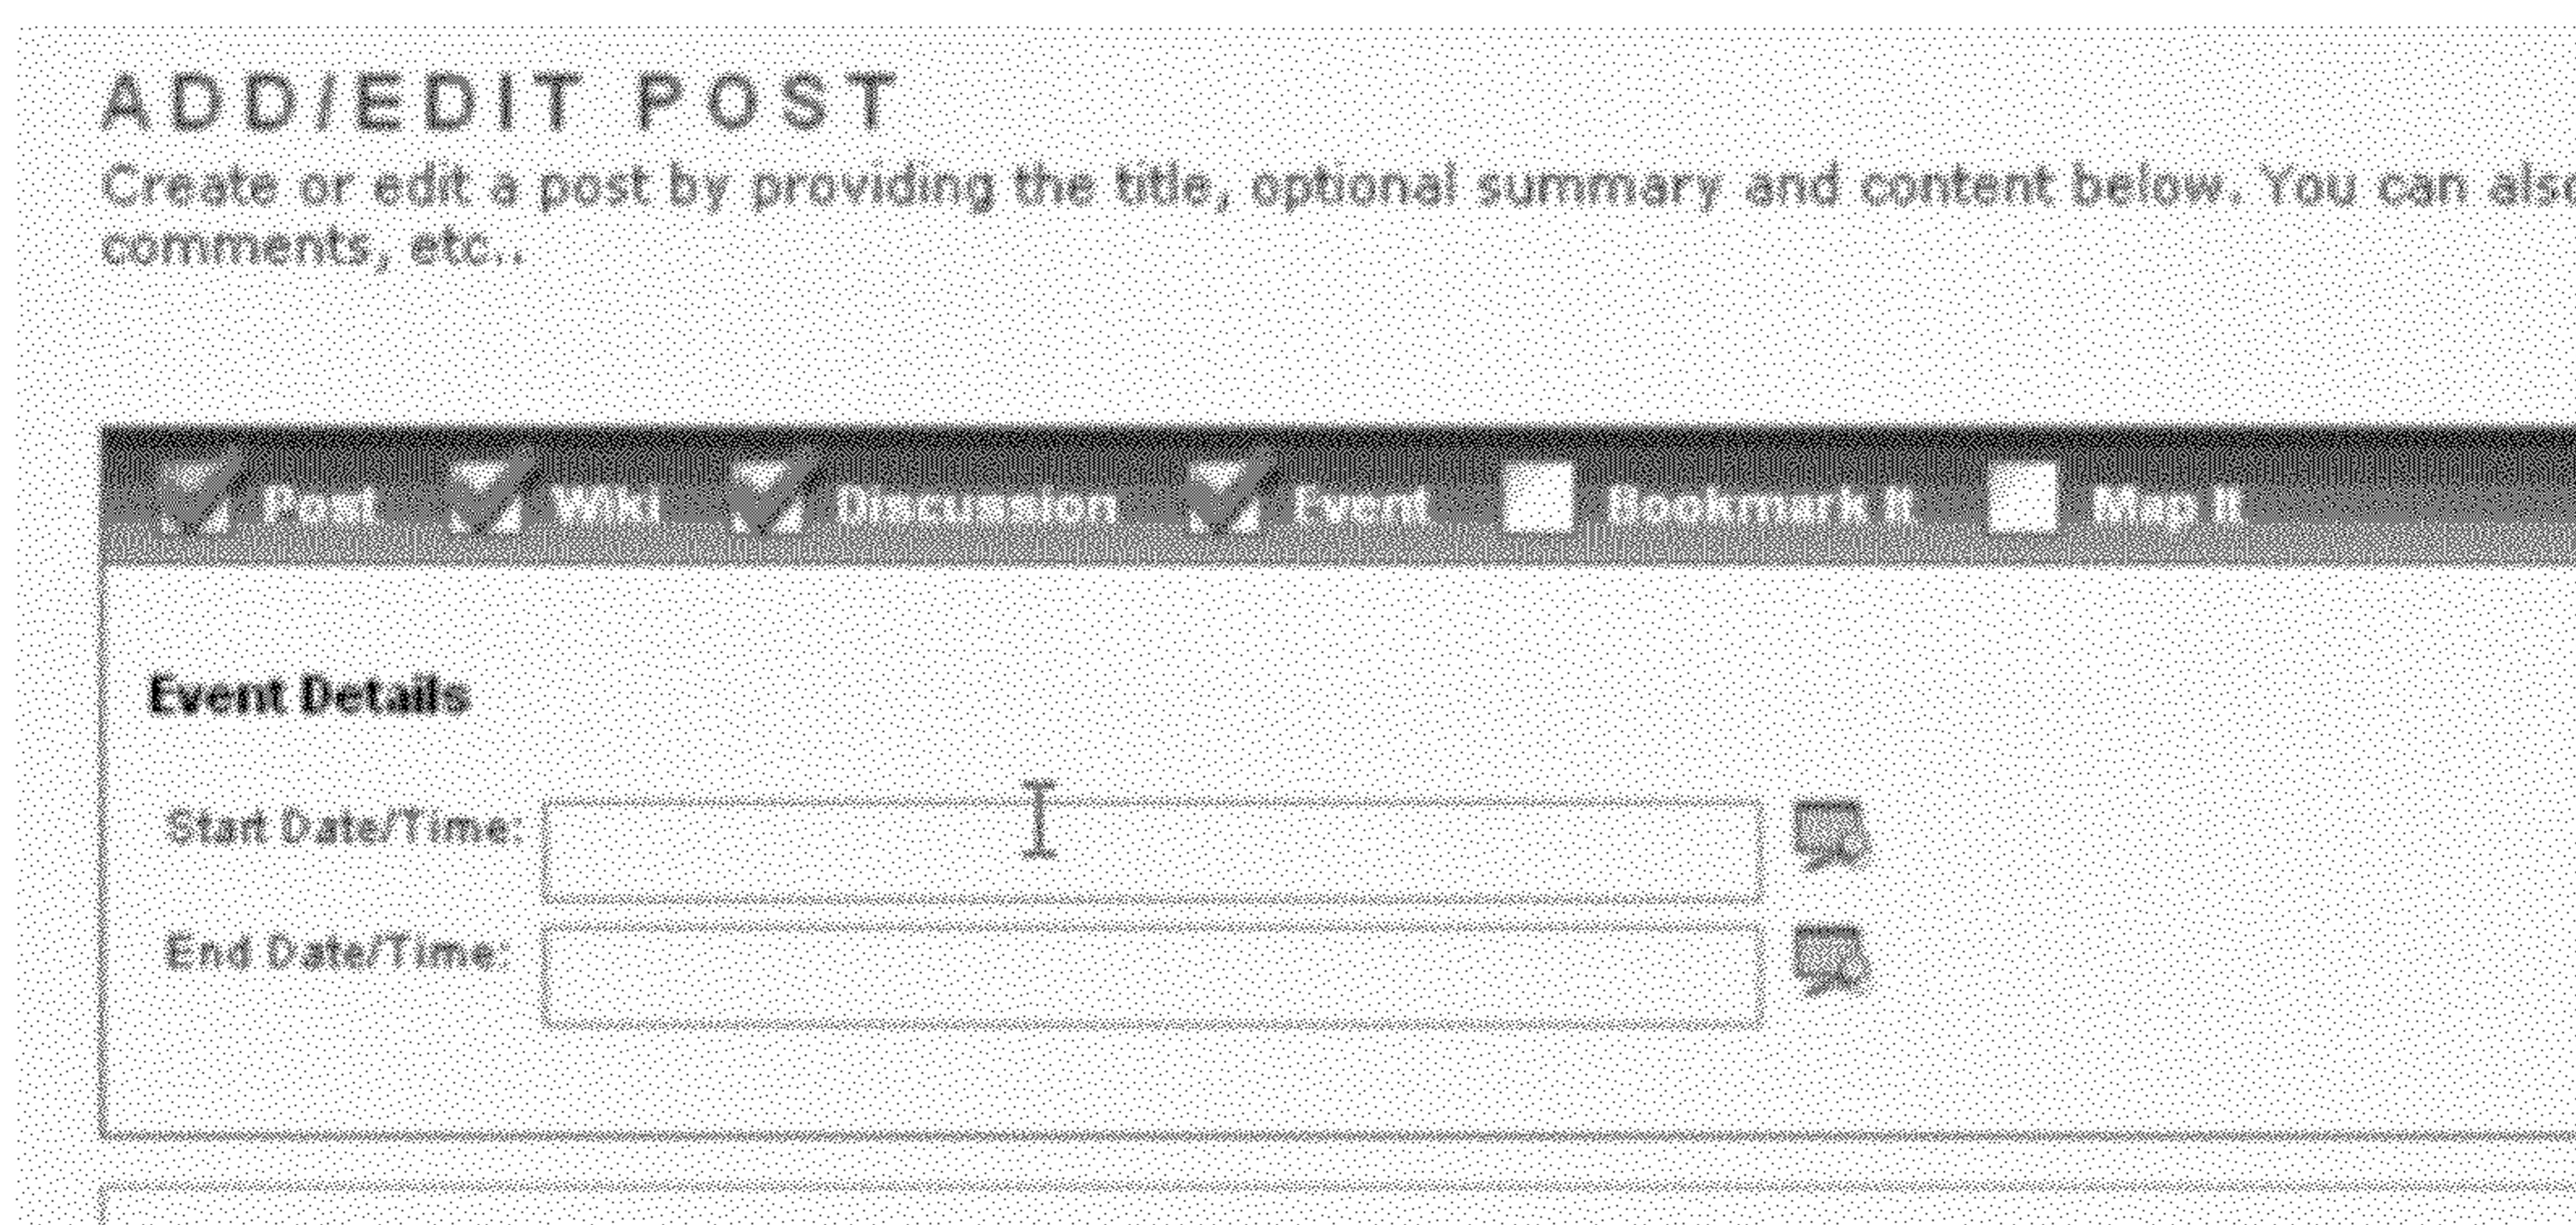 ADD/EDIT POST
Create or edit a post by providing the title, optional summary and content below. You can also
comments, etc..
Post Wiki Discussion Event Bookmark It Map It
Event Details
Start Date/Time:
End Date/Time: